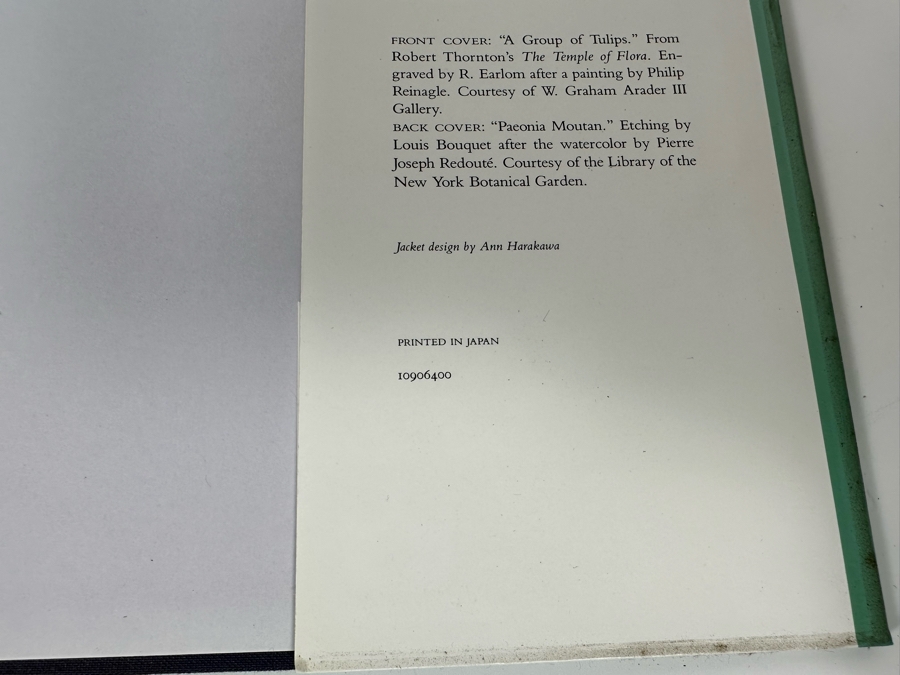 FRONT COVER: “A Group of Tulips.” From
Robert Thornton’s The Temple of Flora. En-
graved by R. Earlom after a painting by Philip
Reinagle. Courtesy of W. Graham Arader III
Gallery.
BACK COVER: “Paeonia Moutan.” Etching by
Louis Bouquet after the watercolor by Pierre
Joseph Redouté. Courtesy of the Library of the
New York Botanical Garden.
Jacket design by Ann Harakawa
PRINTED IN JAPAN
10906400